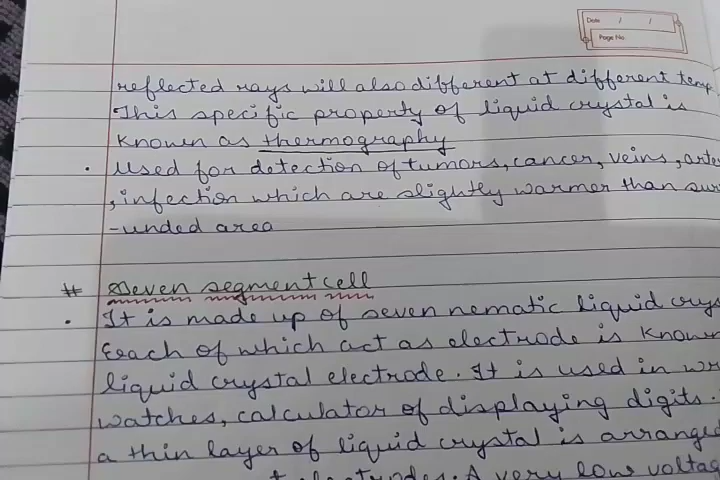 Date / /
Page No.
reflected rays will also different at different temp
This specific property of liquid crystal is
known as thermography
• Used for detection of tumors, cancer, veins, arte
, infection which are slightly warmer than sur
-unded area
# Seven segment cell
• It is made up of seven nematic liquid crys
Each of which act as electrode is known
liquid crystal electrode. It is used in wr
watches, calculator of displaying digits.
a thin layer of liquid crystal is arranged
A very low voltag